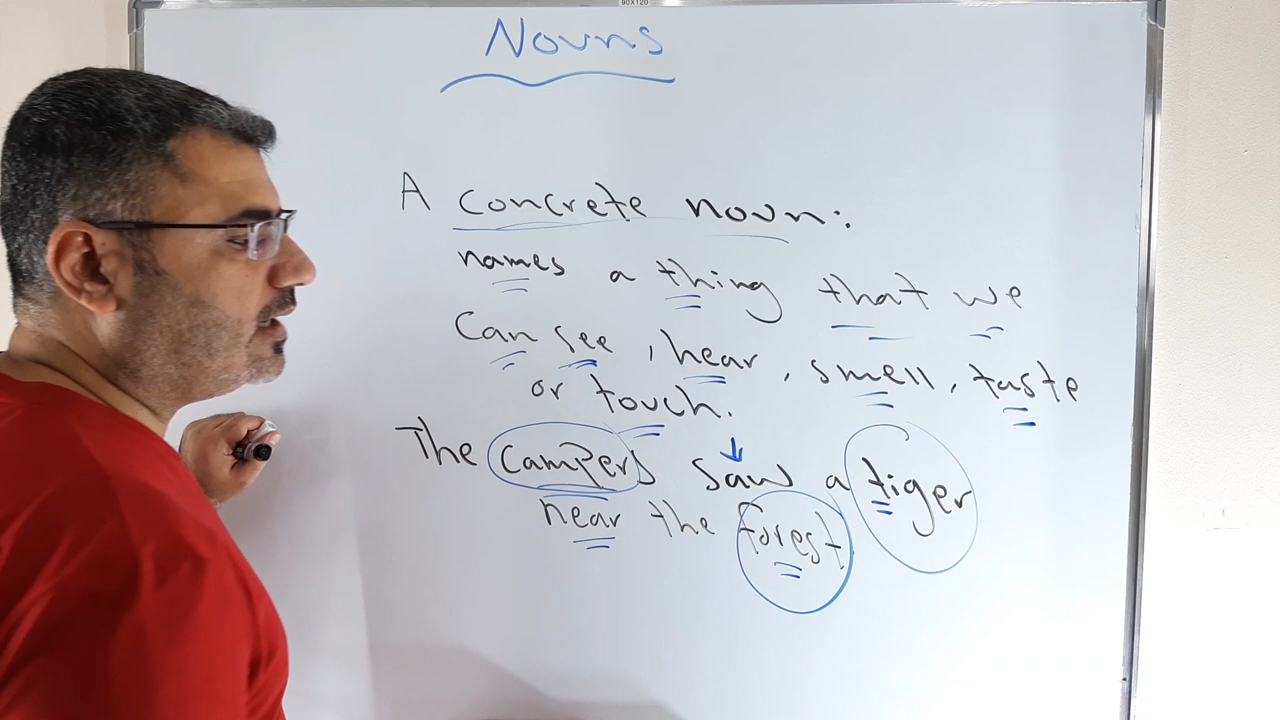 90X120
Nouns
A concrete noun:
names a thing that we
can see, hear, smell, taste
or touch.
The campers saw a tiger
near the forest